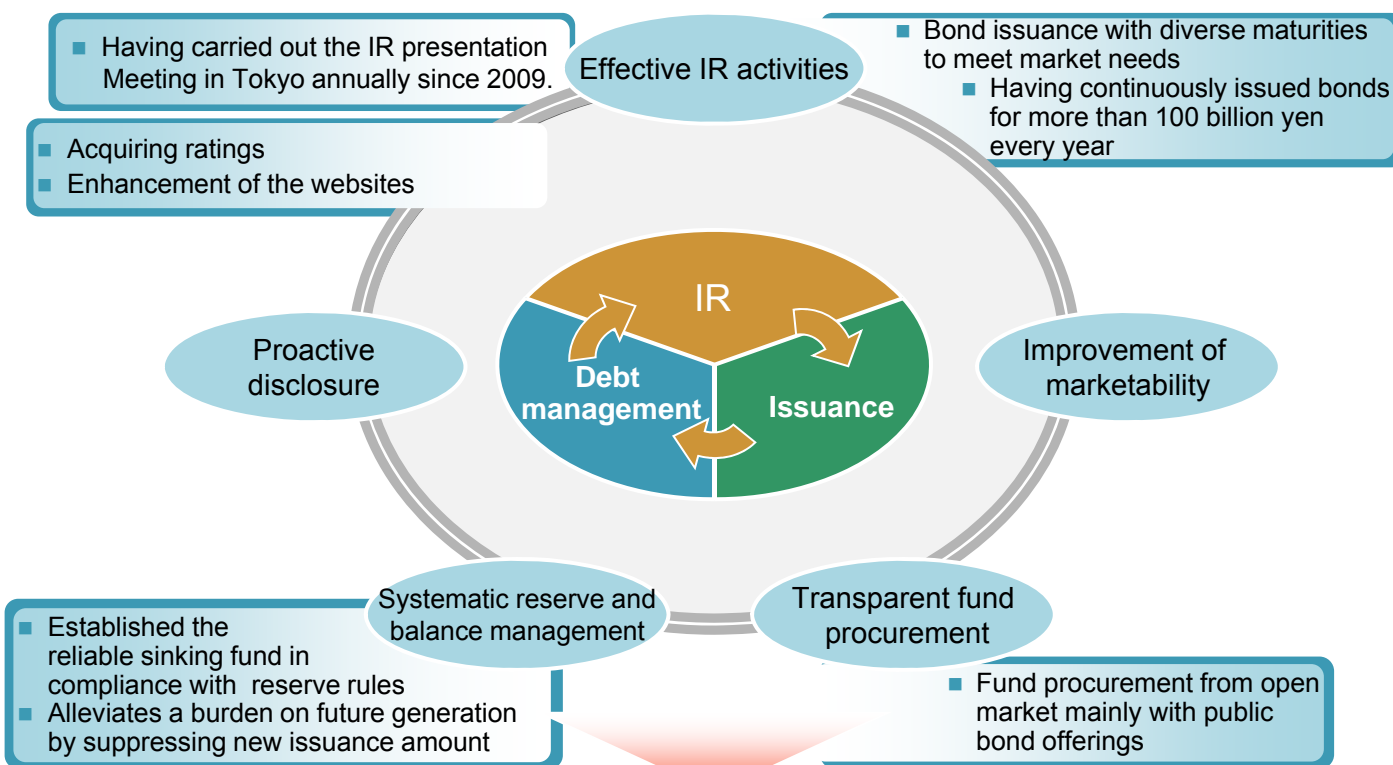 Having carried out the IR presentation
Meeting in Tokyo annually since 2009.
Effective IR activities
Bond issuance with diverse maturities
to meet market needs
Having continuously issued bonds
for more than 100 billion yen
every year
Acquiring ratings
Enhancement of the websites
IR
Proactive
disclosure
Debt
management
Issuance
Improvement of
marketability
Systematic reserve and
balance management
Transparent fund
procurement
Established the
reliable sinking fund in
compliance with reserve rules
Alleviates a burden on future generation
by suppressing new issuance amount
Fund procurement from open
market mainly with public
bond offerings